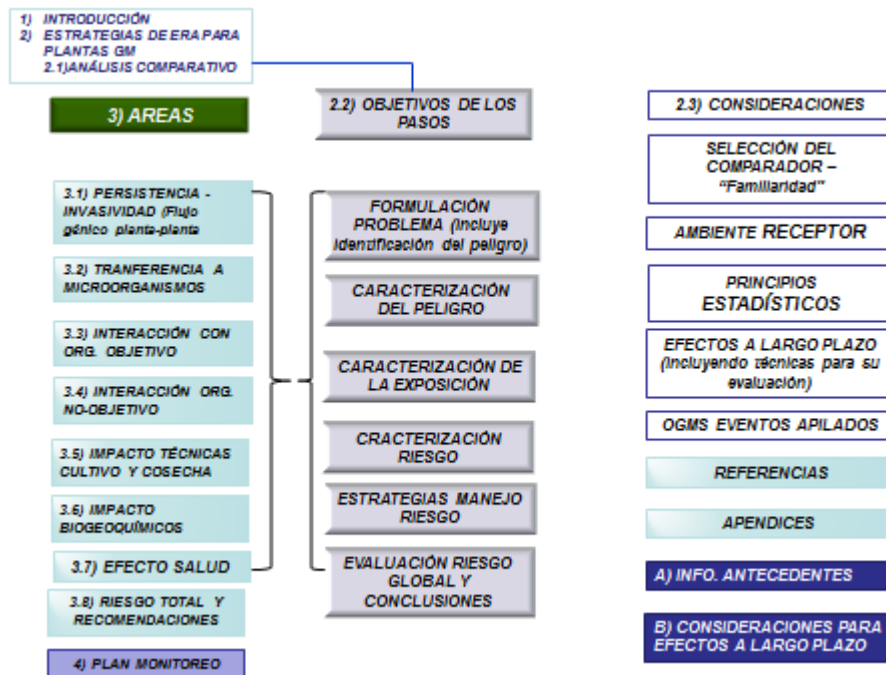 1) INTRODUCCIÓN
2) ESTRATEGIAS DE ERA PARA
PLANTAS GM
2.1)ANÁLISIS COMPARATIVO
3) AREAS
3.1) PERSISTENCIA -
INVASIVIDAD (Flujo
génico planta-planta
3.2) TRANFERENCIA A
MICROORGANISMOS
3.3) INTERACCIÓN CON
ORG. OBJETIVO
3.4) INTERACCIÓN ORG.
NO-OBJETIVO
3.5) IMPACTO TÉCNICAS
CULTIVO Y COSECHA
3.6) IMPACTO
BIOGEOQUÍMICOS
3.7) EFECTO SALUD
3.8) RIESGO TOTAL Y
RECOMENDACIONES
4) PLAN MONITOREO
2.2) OBJETIVOS DE LOS
PASOS
FORMULACIÓN
PROBLEMA (incluye
identificación del peligro)
CARACTERIZACIÓN
DEL PELIGRO
CARACTERIZACIÓN DE
LA EXPOSICIÓN
CRACTERIZACIÓN
RIESGO
ESTRATEGIAS MANEJO
RIESGO
EVALUACIÓN RIESGO
GLOBAL Y
CONCLUSIONES
2.3) CONSIDERACIONES
SELECCIÓN DEL
COMPARADOR –
"Familiaridad"
AMBIENTE RECEPTOR
PRINCIPIOS
ESTADÍSTICOS
EFECTOS A LARGO PLAZO
(incluyendo técnicas para su
evaluación)
OGMS EVENTOS APILADOS
REFERENCIAS
APENDICES
A) INFO. ANTECEDENTES
B) CONSIDERACIONES PARA
EFECTOS A LARGO PLAZO